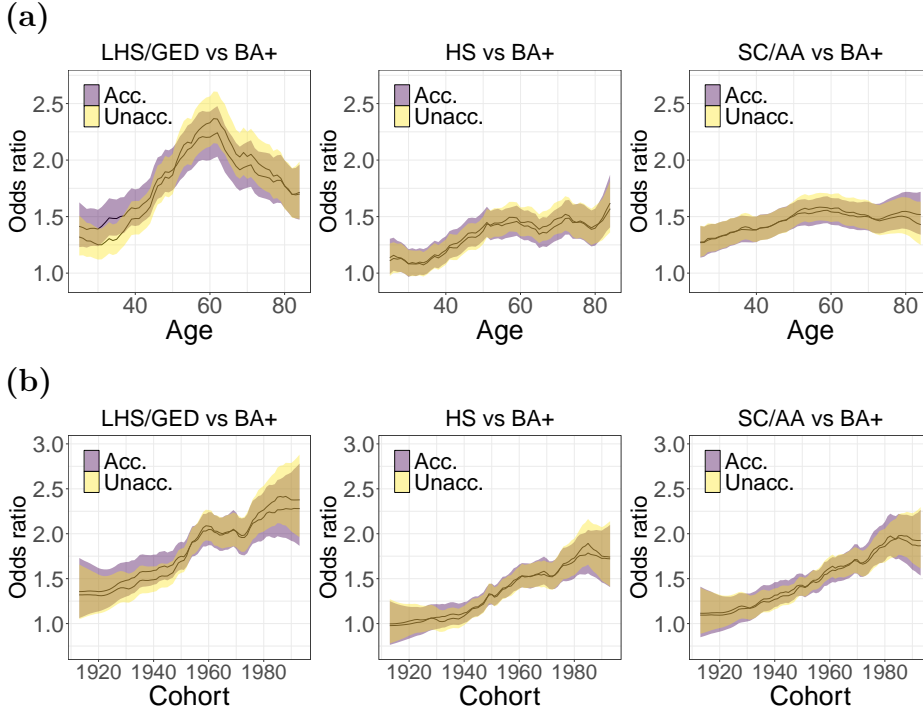 (a)
LHS/GED vs BA+ HS vs BA+ SC/AA vs BA+
Odds ratio Odds ratio Odds ratio
Acc. Acc. Acc.
Unacc. Unacc. Unacc.
2.5 2.5 2.5
2.0 2.0 2.0
1.5 1.5 1.5
1.0 1.0 1.0
40 60 80 40 60 80 40 60 80
Age Age Age
(b)
LHS/GED vs BA+ HS vs BA+ SC/AA vs BA+
Odds ratio Odds ratio Odds ratio
3.0 3.0 3.0
Acc. Acc. Acc.
Unacc. Unacc. Unacc.
2.5 2.5 2.5
2.0 2.0 2.0
1.5 1.5 1.5
1.0 1.0 1.0
1920 1940 1960 1980 1920 1940 1960 1980 1920 1940 1960 1980
Cohort Cohort Cohort